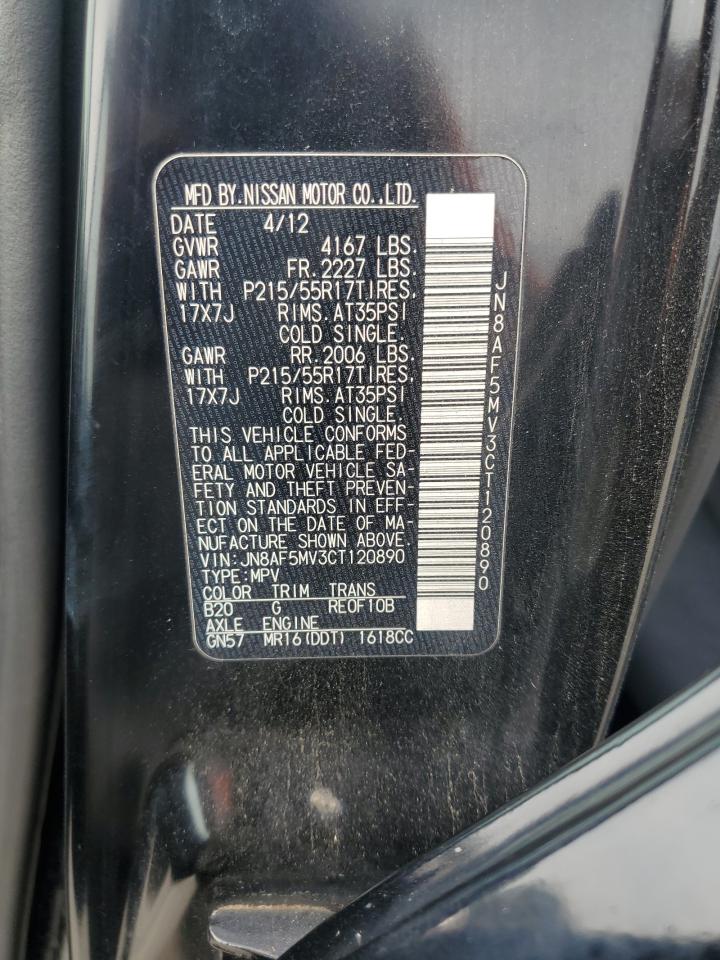 MFD BY.NISSAN MOTOR CO.,LTD.
DATE 4/12
GVWR 4167 LBS.
GAWR FR.2227 LBS.
WITH P215/55R17TIRES,
17X7J RIMS.AT35PSI
COLD SINGLE.
GAWR RR.2006 LBS.
WITH P215/55R17TIRES,
17X7J RIMS.AT35PSI
COLD SINGLE.
THIS VEHICLE CONFORMS
TO ALL APPLICABLE FED-
ERAL MOTOR VEHICLE SA-
FETY AND THEFT PREVEN-
TION STANDARDS IN EFF-
ECT ON THE DATE OF MA-
NUFACTURE SHOWN ABOVE.
VIN:JN8AF5MV3CT120890
TYPE:MPV
COLOR TRIM TRANS
B20 G RE0F10B
AXLE ENGINE
GN57 MR16(DDT) 1618CC
JN8AF5MV3CT120890